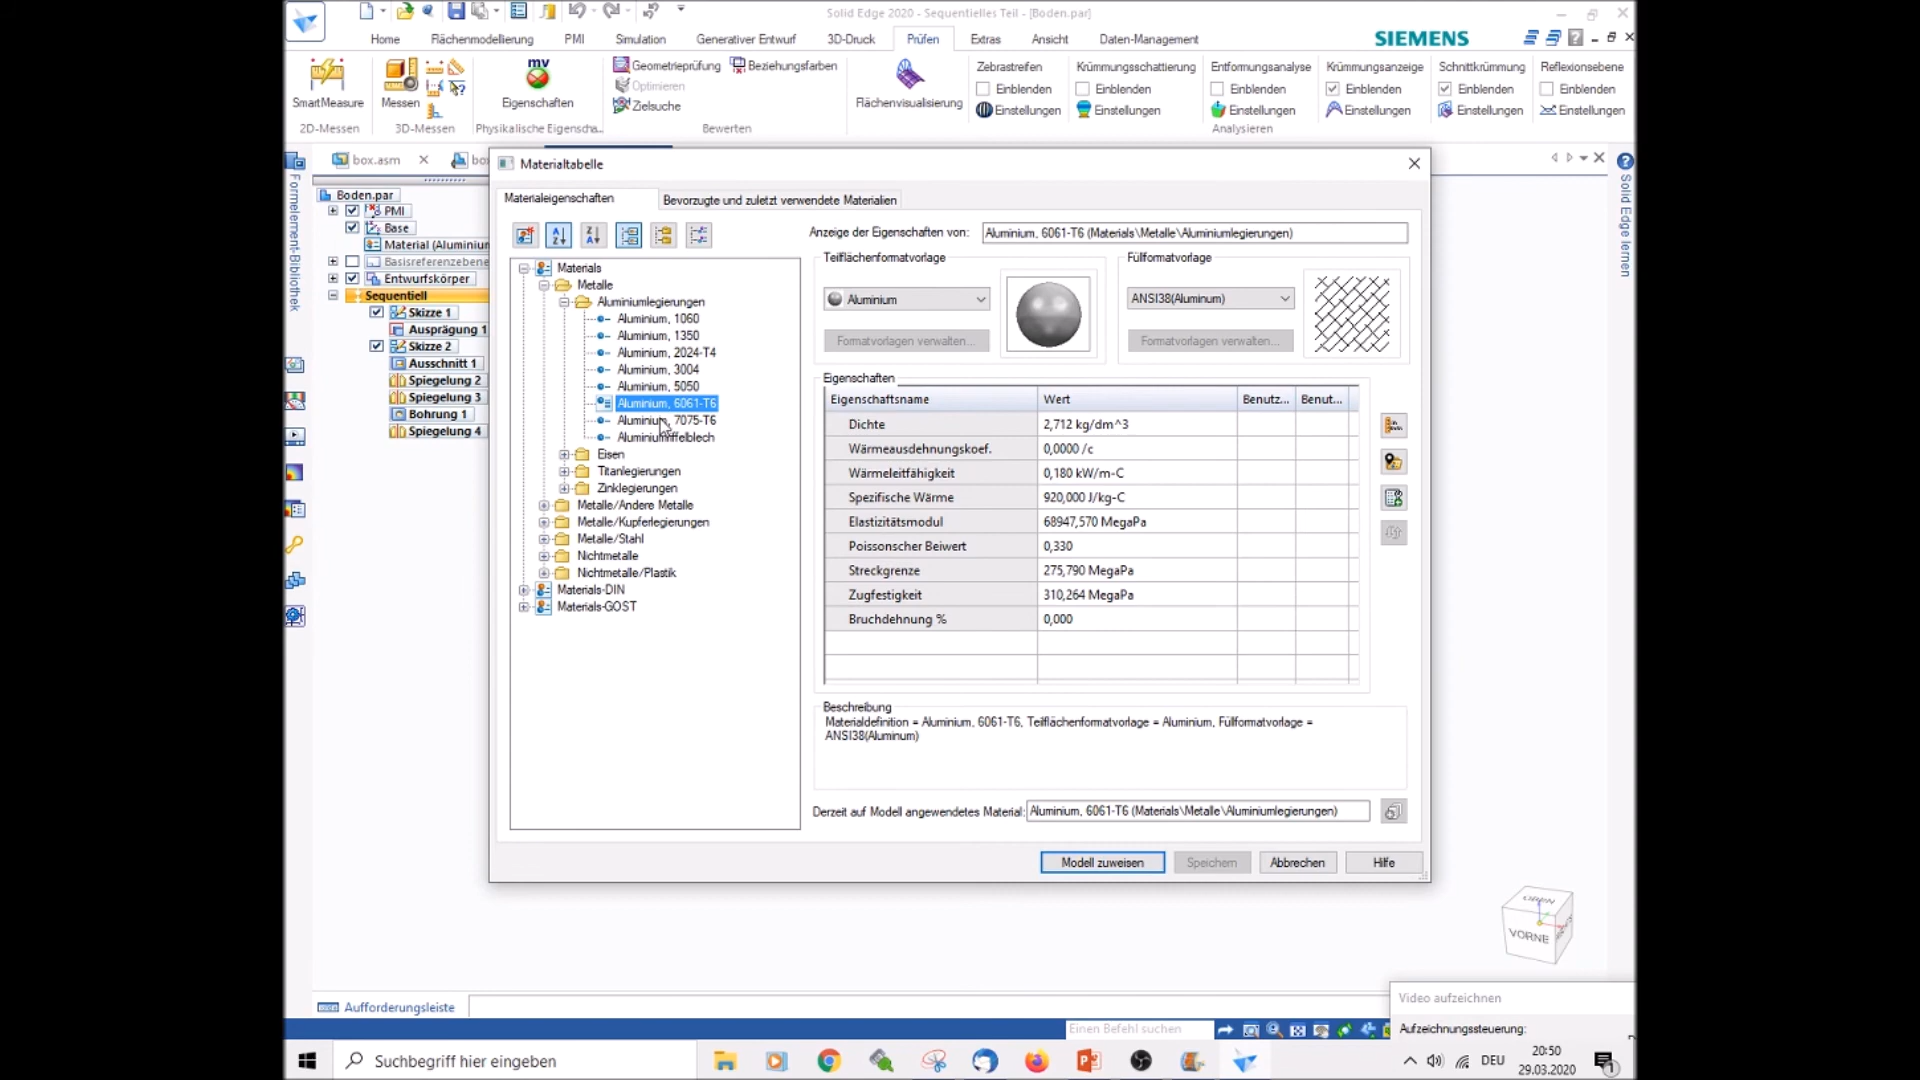 Solid Edge 2020 - Sequentielles Teil - [Boden.par]
Home Flächenmodellierung PMI Simulation Generativer Entwurf 3D-Druck Prüfen Extras Ansicht Daten-Management
SIEMENS
SmartMeasure
2D-Messen
Messen
3D-Messen
mv
Eigenschaften
Physikalische Eigenscha...
Geometrieprüfung
Optimieren
Zielsuche
Beziehungsfarben
Bewerten
Flächenvisualisierung
Zebrastreifen
Einblenden
Einstellungen
Krümmungsschattierung
Einblenden
Einstellungen
Entformungsanalyse
Einblenden
Einstellungen
Krümmungsanzeige
Einblenden
Einstellungen
Schnittkrümmung
Einblenden
Einstellungen
Reflexionsebene
Einblenden
Einstellungen
Analysieren
box.asm
Formelement-Bibliothek
Solid Edge lernen
Boden.par
PMI
Base
Material (Aluminiun
Basisreferenzebene
Entwurfskörper
Sequentiell
Skizze 1
Ausprägung 1
Skizze 2
Ausschnitt 1
Spiegelung 2
Spiegelung 3
Bohrung 1
Spiegelung 4
Materialtabelle
Materialeigenschaften
Bevorzugte und zuletzt verwendete Materialien
Materials
Metalle
Aluminiumlegierungen
Aluminium, 1060
Aluminium, 1350
Aluminium, 2024-T4
Aluminium, 3004
Aluminium, 5050
Aluminium, 6061-T6
Aluminium, 7075-T6
Aluminiumriffelblech
Eisen
Titanlegierungen
Zinklegierungen
Metalle/Andere Metalle
Metalle/Kupferlegierungen
Metalle/Stahl
Nichtmetalle
Nichtmetalle/Plastik
Materials-DIN
Materials-GOST
Anzeige der Eigenschaften von: Aluminium, 6061-T6 (Materials\Metalle\Aluminiumlegierungen)
Teilflächenformatvorlage
Aluminium
Formatvorlagen verwalten...
Füllformatvorlage
ANSI38(Aluminum)
Formatvorlagen verwalten...
Eigenschaften
Eigenschaftsname Wert Benutz... Benut...
Dichte 2,712 kg/dm^3
Wärmeausdehnungskoef. 0,0000 /c
Wärmeleitfähigkeit 0,180 kW/m-C
Spezifische Wärme 920,000 J/kg-C
Elastizitätsmodul 68947,570 MegaPa
Poissonscher Beiwert 0,330
Streckgrenze 275,790 MegaPa
Zugfestigkeit 310,264 MegaPa
Bruchdehnung % 0,000
Beschreibung
Materialdefinition = Aluminium, 6061-T6, Teilflächenformatvorlage = Aluminium, Füllformatvorlage =
ANSI38(Aluminum)
Derzeit auf Modell angewendetes Material: Aluminium, 6061-T6 (Materials\Metalle\Aluminiumlegierungen)
Modell zuweisen Speichern Abbrechen Hilfe
OBEN
VORNE
Aufforderungsleiste
Video aufzeichnen
Aufzeichnungssteuerung:
Einen Befehl suchen
Suchbegriff hier eingeben
DEU
20:50
29.03.2020